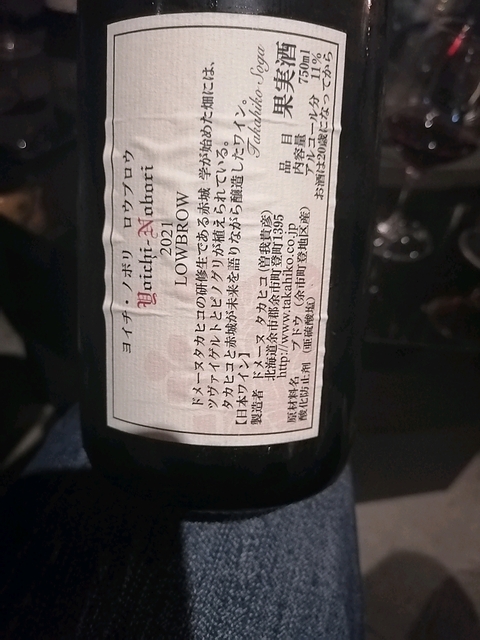 ヨイチ・ノボリ　ロウブロウ
Yoichi-Nobori
2021
LOWBROW
ドメーヌタカヒコの研修生である赤城 学が始めた畑には、
ツヴァイゲルトとピノグリが植えられている。
タカヒコと赤城が未来を語りながら醸造したワイン。
Takahiko Soga
【日本ワイン】
製造者 ドメーヌ タカヒコ(曽我貴彦)
北海道余市郡余市町登町1395
http://www.takahiko.co.jp
原材料名 ブドウ (余市町登地区産)
酸化防止剤 (亜硫酸塩)
品目 果実酒
内容量 750ml
アルコール分 11%
お酒は20歳になってから